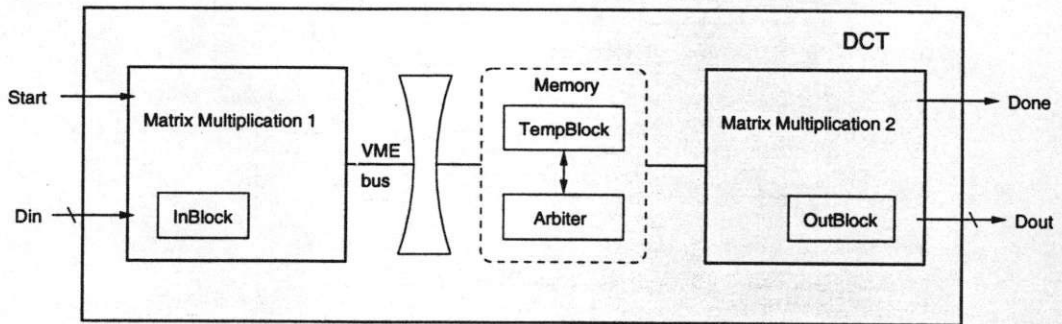 DCT
Start
Matrix Multiplication 1
Memory
TempBlock
Matrix Multiplication 2
Done
VME
bus
Din
InBlock
Arbiter
OutBlock
Dout